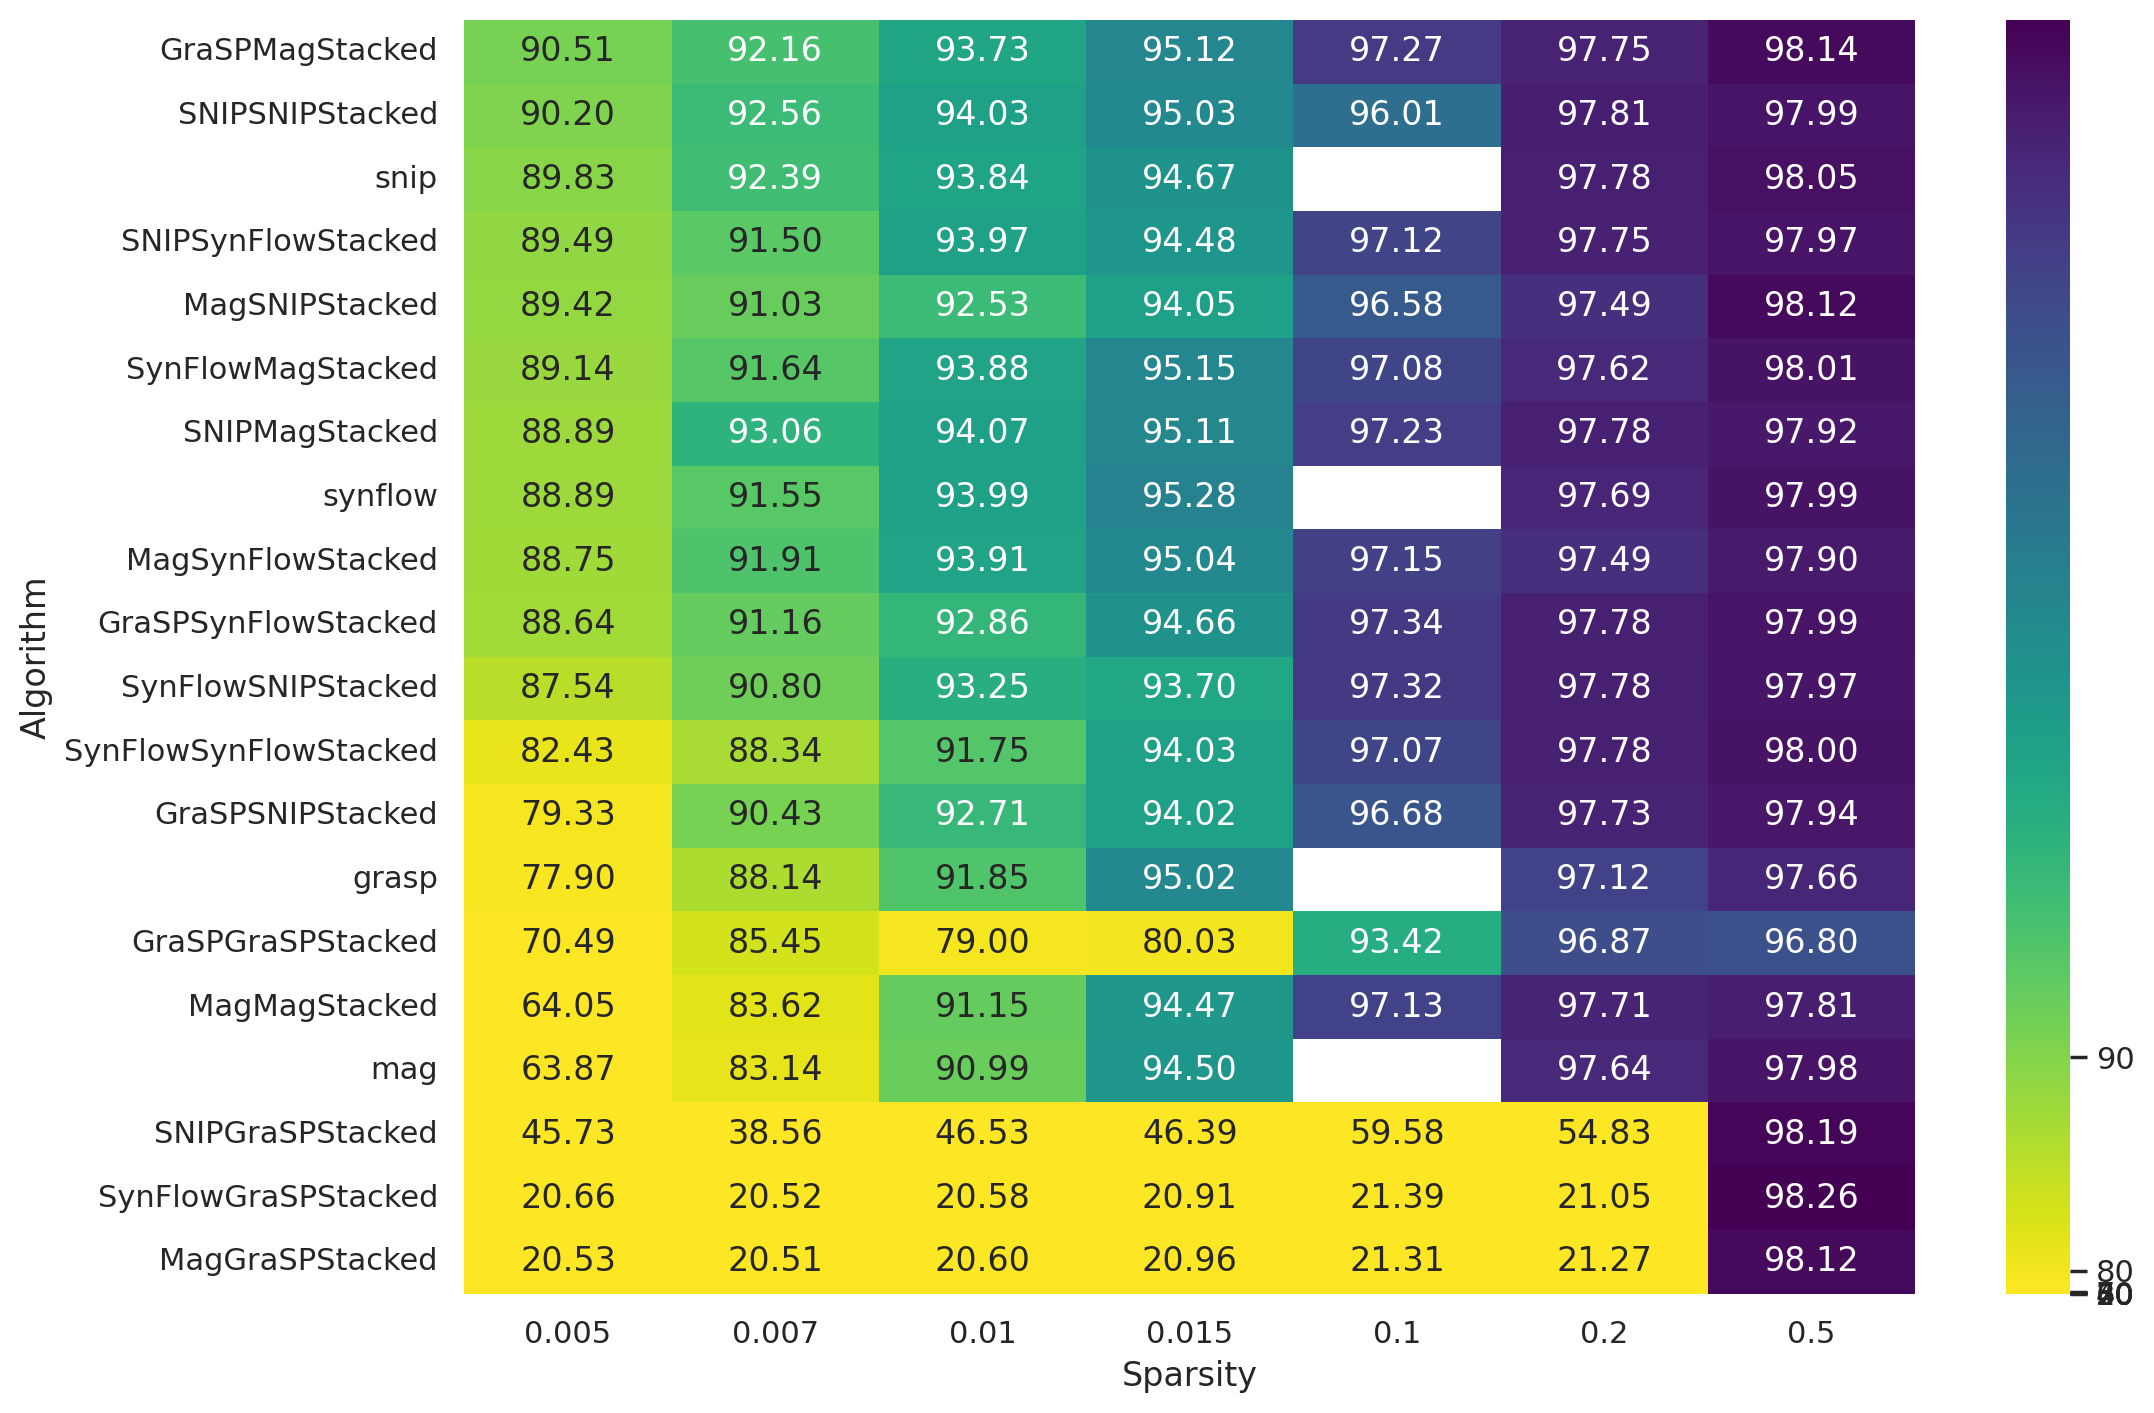 GraSPMagStacked 90.51 92.16 93.73 95.12 97.27 97.75 98.14
SNIPSNIPStacked 90.20 92.56 94.03 95.03 96.01 97.81 97.99
snip 89.83 92.39 93.84 94.67 97.78 98.05
SNIPSynFlowStacked 89.49 91.50 93.97 94.48 97.12 97.75 97.97
MagSNIPStacked 89.42 91.03 92.53 94.05 96.58 97.49 98.12
SynFlowMagStacked 89.14 91.64 93.88 95.15 97.08 97.62 98.01
SNIPMagStacked 88.89 93.06 94.07 95.11 97.23 97.78 97.92
synflow 88.89 91.55 93.99 95.28 97.69 97.99
MagSynFlowStacked 88.75 91.91 93.91 95.04 97.15 97.49 97.90
GraSPSynFlowStacked 88.64 91.16 92.86 94.66 97.34 97.78 97.99
SynFlowSNIPStacked 87.54 90.80 93.25 93.70 97.32 97.78 97.97
SynFlowSynFlowStacked 82.43 88.34 91.75 94.03 97.07 97.78 98.00
GraSPSNIPStacked 79.33 90.43 92.71 94.02 96.68 97.73 97.94
grasp 77.90 88.14 91.85 95.02 97.12 97.66
GraSPGraSPStacked 70.49 85.45 79.00 80.03 93.42 96.87 96.80
MagMagStacked 64.05 83.62 91.15 94.47 97.13 97.71 97.81
mag 63.87 83.14 90.99 94.50 97.64 97.98
SNIPGraSPStacked 45.73 38.56 46.53 46.39 59.58 54.83 98.19
SynFlowGraSPStacked 20.66 20.52 20.58 20.91 21.39 21.05 98.26
MagGraSPStacked 20.53 20.51 20.60 20.96 21.31 21.27 98.12
0.005 0.007 0.01 0.015 0.1 0.2 0.5
Sparsity
Algorithm
90
80